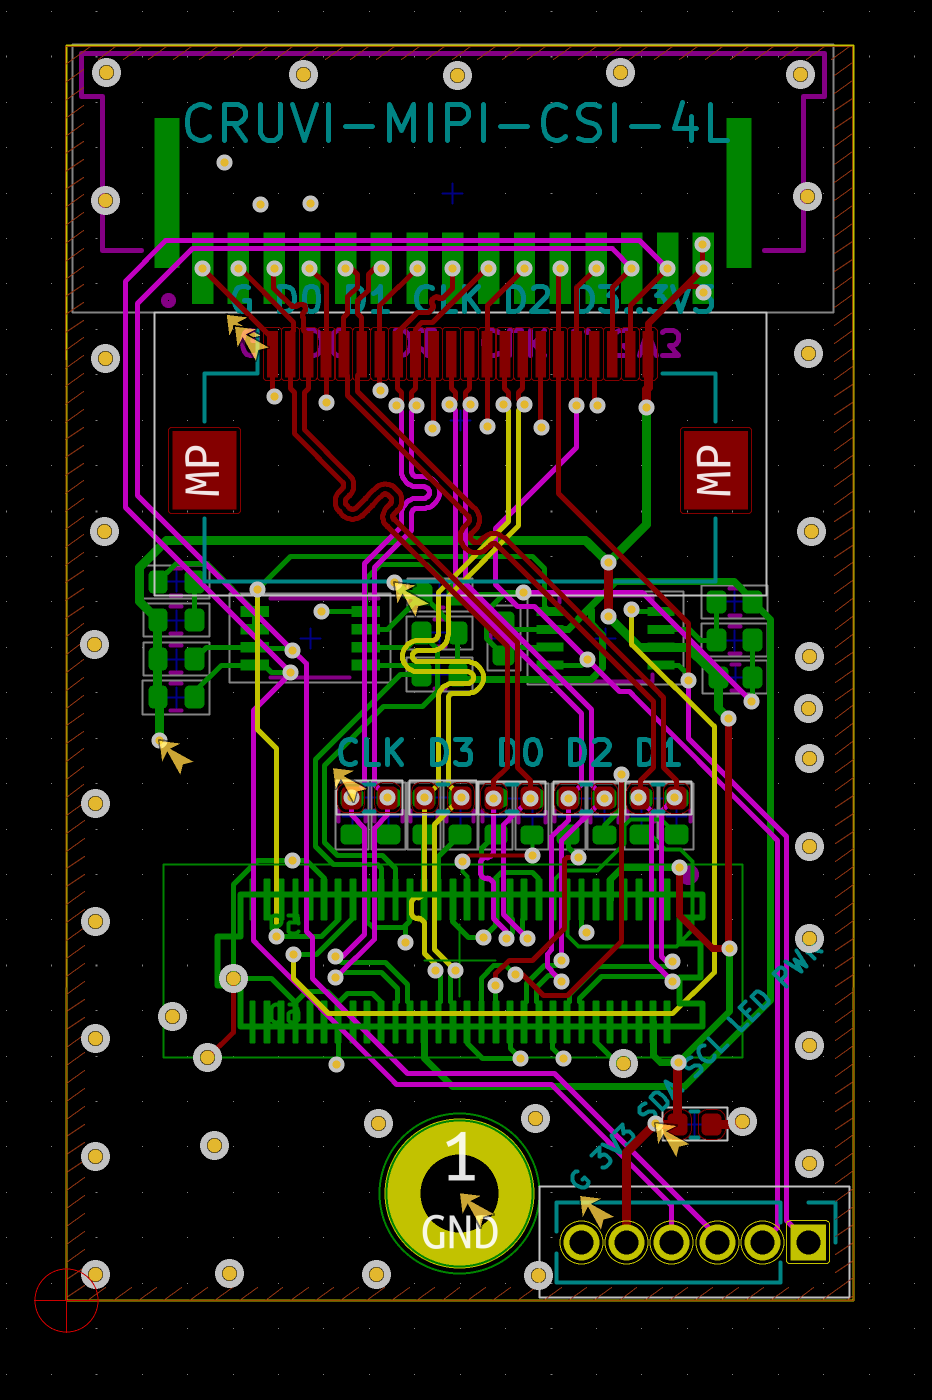 CRUVI-MIPI-CSI-4L
G D0 D1 CLK D2 D3 3V3
MP
MP
CLK D3 D0 D2 D1
G 3V3 SDA SCL LED PWR
1
GND